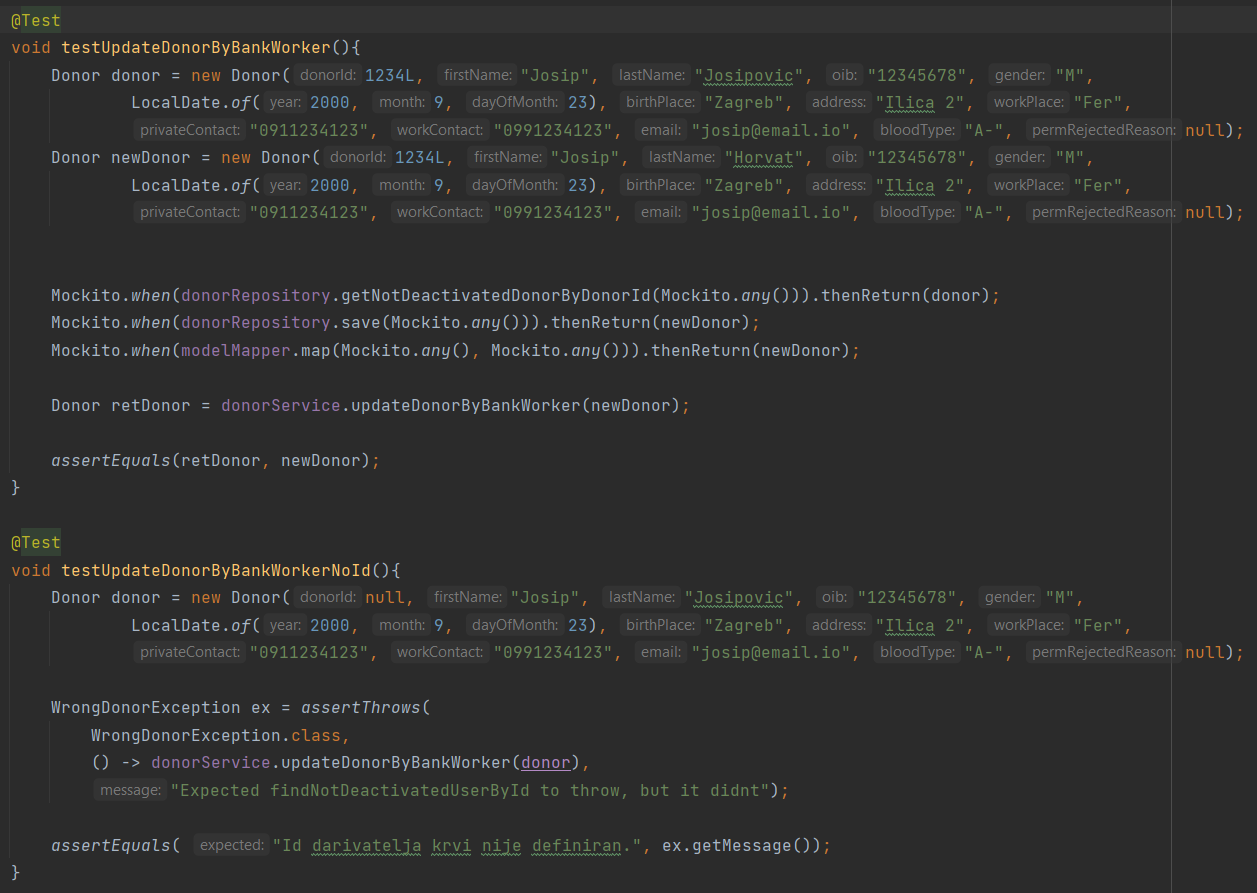 @Test
void testUpdateDonorByBankWorker(){
Donor donor = new Donor( donorId: 1234L, firstName: "Josip", lastName: "Josipovic", oib: "12345678", gender: "M",
LocalDate.of( year: 2000, month: 9, dayOfMonth: 23), birthPlace: "Zagreb", address: "Ilica 2", workPlace: "Fer",
privateContact: "0911234123", workContact: "0991234123", email: "josip@email.io", bloodType: "A-", permRejectedReason: null);
Donor newDonor = new Donor( donorId: 1234L, firstName: "Josip", lastName: "Horvat", oib: "12345678", gender: "M",
LocalDate.of( year: 2000, month: 9, dayOfMonth: 23), birthPlace: "Zagreb", address: "Ilica 2", workPlace: "Fer",
privateContact: "0911234123", workContact: "0991234123", email: "josip@email.io", bloodType: "A-", permRejectedReason: null);
Mockito.when(donorRepository.getNotDeactivatedDonorByDonorId(Mockito.any())).thenReturn(donor);
Mockito.when(donorRepository.save(Mockito.any())).thenReturn(newDonor);
Mockito.when(modelMapper.map(Mockito.any(), Mockito.any())).thenReturn(newDonor);
Donor retDonor = donorService.updateDonorByBankWorker(newDonor);
assertEquals(retDonor, newDonor);
}
@Test
void testUpdateDonorByBankWorkerNoId(){
Donor donor = new Donor( donorId: null, firstName: "Josip", lastName: "Josipovic", oib: "12345678", gender: "M",
LocalDate.of( year: 2000, month: 9, dayOfMonth: 23), birthPlace: "Zagreb", address: "Ilica 2", workPlace: "Fer",
privateContact: "0911234123", workContact: "0991234123", email: "josip@email.io", bloodType: "A-", permRejectedReason: null);
WrongDonorException ex = assertThrows(
WrongDonorException.class,
() -> donorService.updateDonorByBankWorker(donor),
message: "Expected findNotDeactivatedUserById to throw, but it didnt");
assertEquals( expected: "Id darivatelja krvi nije definiran.", ex.getMessage());
}